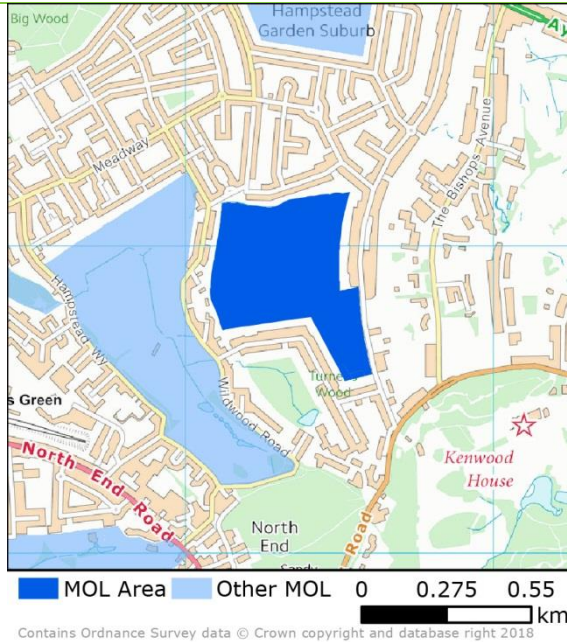 Big Wood
Hampstead
Garden Suburb
Ay
Meadway
The Bishops Avenue
Hampstead Wy
Wildwood Road
Turners
Wood
s Green
North End Road
Kenwood
House
North
End
Road
Sandy
MOL Area
Other MOL
0
0.275
0.55
km
Contains Ordnance Survey data © Crown copyright and database right 2018